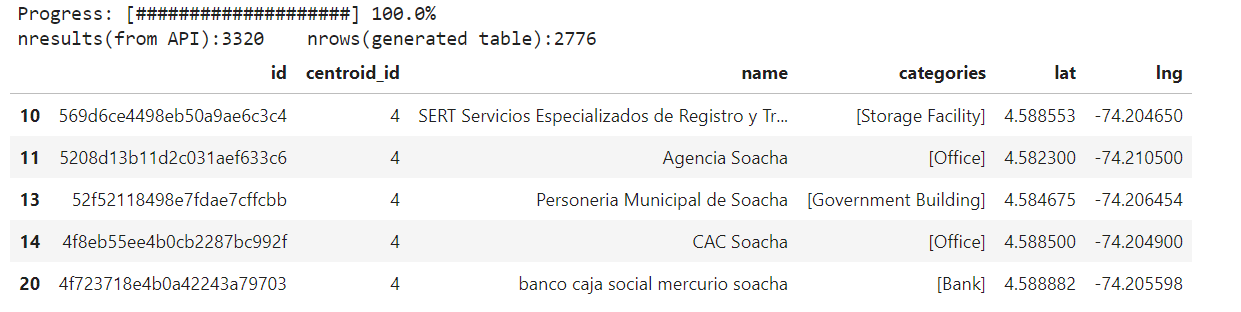 Progress: [####################] 100.0%
nresults(from API):3320 nrows(generated table):2776
id centroid_id name categories lat lng
10 569d6ce4498eb50a9ae6c3c4 4 SERT Servicios Especializados de Registro y Tr... [Storage Facility] 4.588553 -74.204650
11 5208d13b11d2c031aef633c6 4 Agencia Soacha [Office] 4.582300 -74.210500
13 52f52118498e7fdae7cffcbb 4 Personeria Municipal de Soacha [Government Building] 4.584675 -74.206454
14 4f8eb55ee4b0cb2287bc992f 4 CAC Soacha [Office] 4.588500 -74.204900
20 4f723718e4b0a42243a79703 4 banco caja social mercurio soacha [Bank] 4.588882 -74.205598